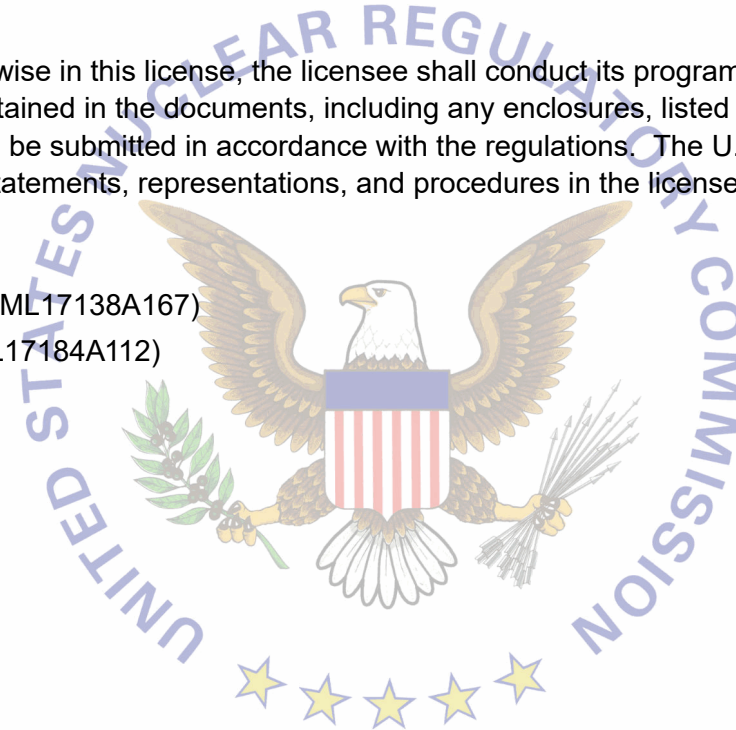 UNITED STATES NUCLEAR REGULATORY COMMISSION
wise in this license, the licensee shall conduct its program
tained in the documents, including any enclosures, listed
be submitted in accordance with the regulations. The U.
tatements, representations, and procedures in the license
ML17138A167)
L17184A112)